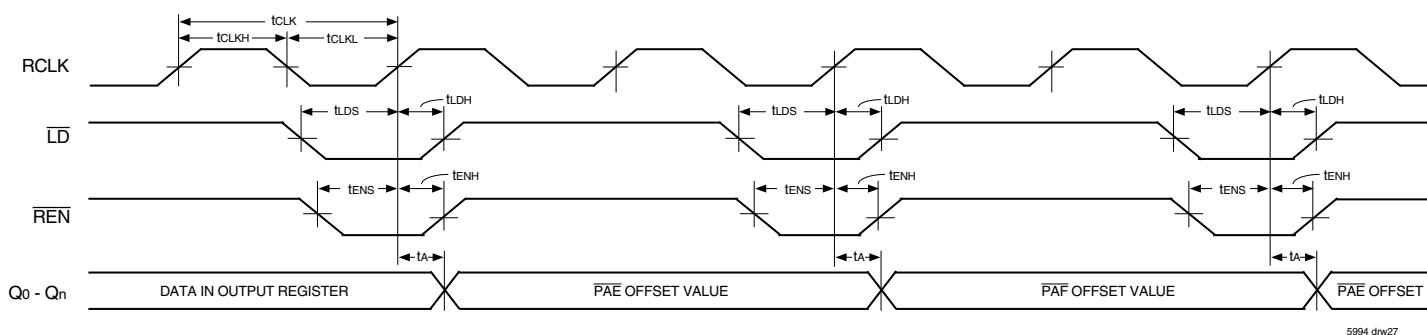 tCLK
tCLKH tCLKL
RCLK
tLDS tLDH tLDS tLDH tLDS tLDH
LD
tENS tENH tENS tENH tENS tENH
REN
tA tA tA
Q0 - Qn DATA IN OUTPUT REGISTER PAE OFFSET VALUE PAF OFFSET VALUE PAE OFFSET
5994 drw27